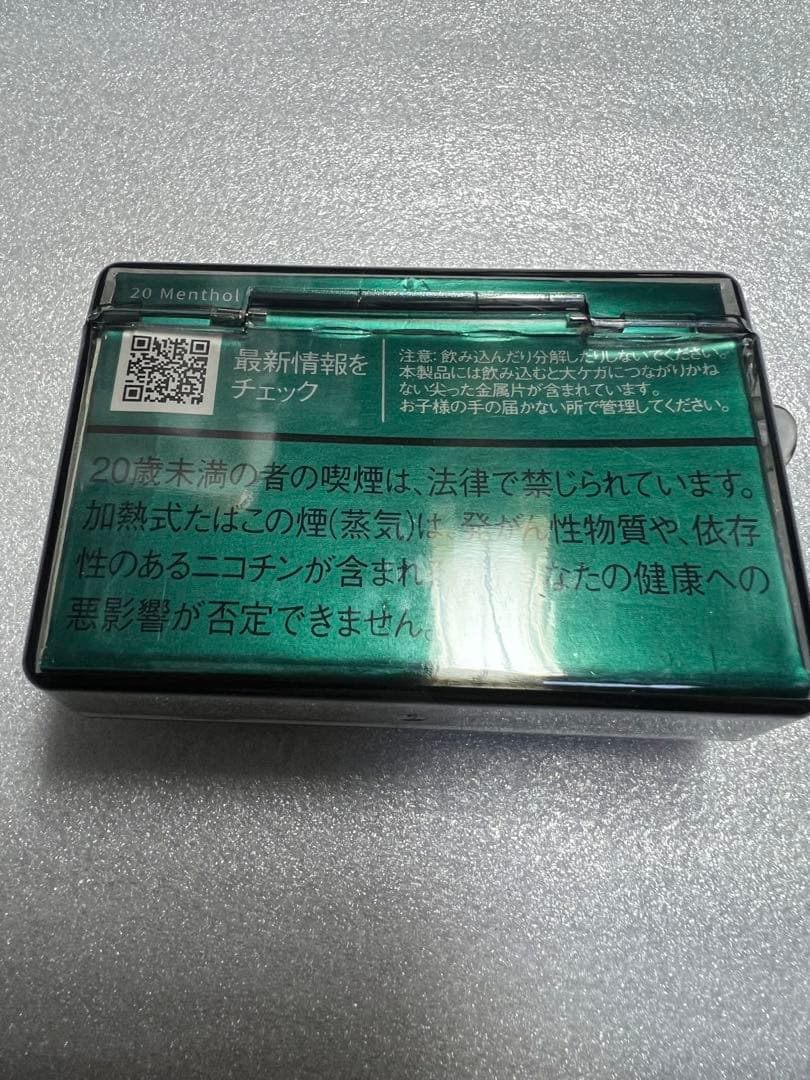 20 Menthol
最新情報を
チェック
注意: 飲み込んだり分解したりしないでください。
本製品には飲み込むと大ケガにつながりかね
ない尖った金属片が含まれています。
お子様の手の届かない所で管理してください。
20歳未満の者の喫煙は、法律で禁じられています。
加熱式たばこの煙(蒸気)は、発がん性物質や、依存
性のあるニコチンが含まれ なたの健康への
悪影響が否定できません。